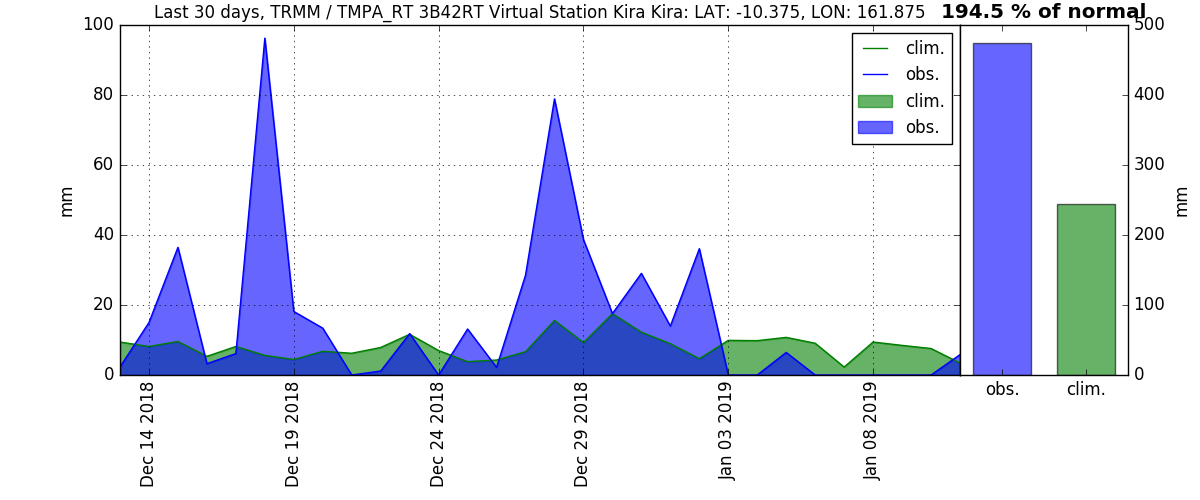 Last 30 days, TRMM / TMPA_RT 3B42RT Virtual Station Kira Kira: LAT: -10.375, LON: 161.875
194.5 % of normal
100
80
60
40
20
0
mm
clim.
obs.
clim.
obs.
500
400
300
200
100
0
mm
Dec 14 2018
Dec 19 2018
Dec 24 2018
Dec 29 2018
Jan 03 2019
Jan 08 2019
obs.
clim.